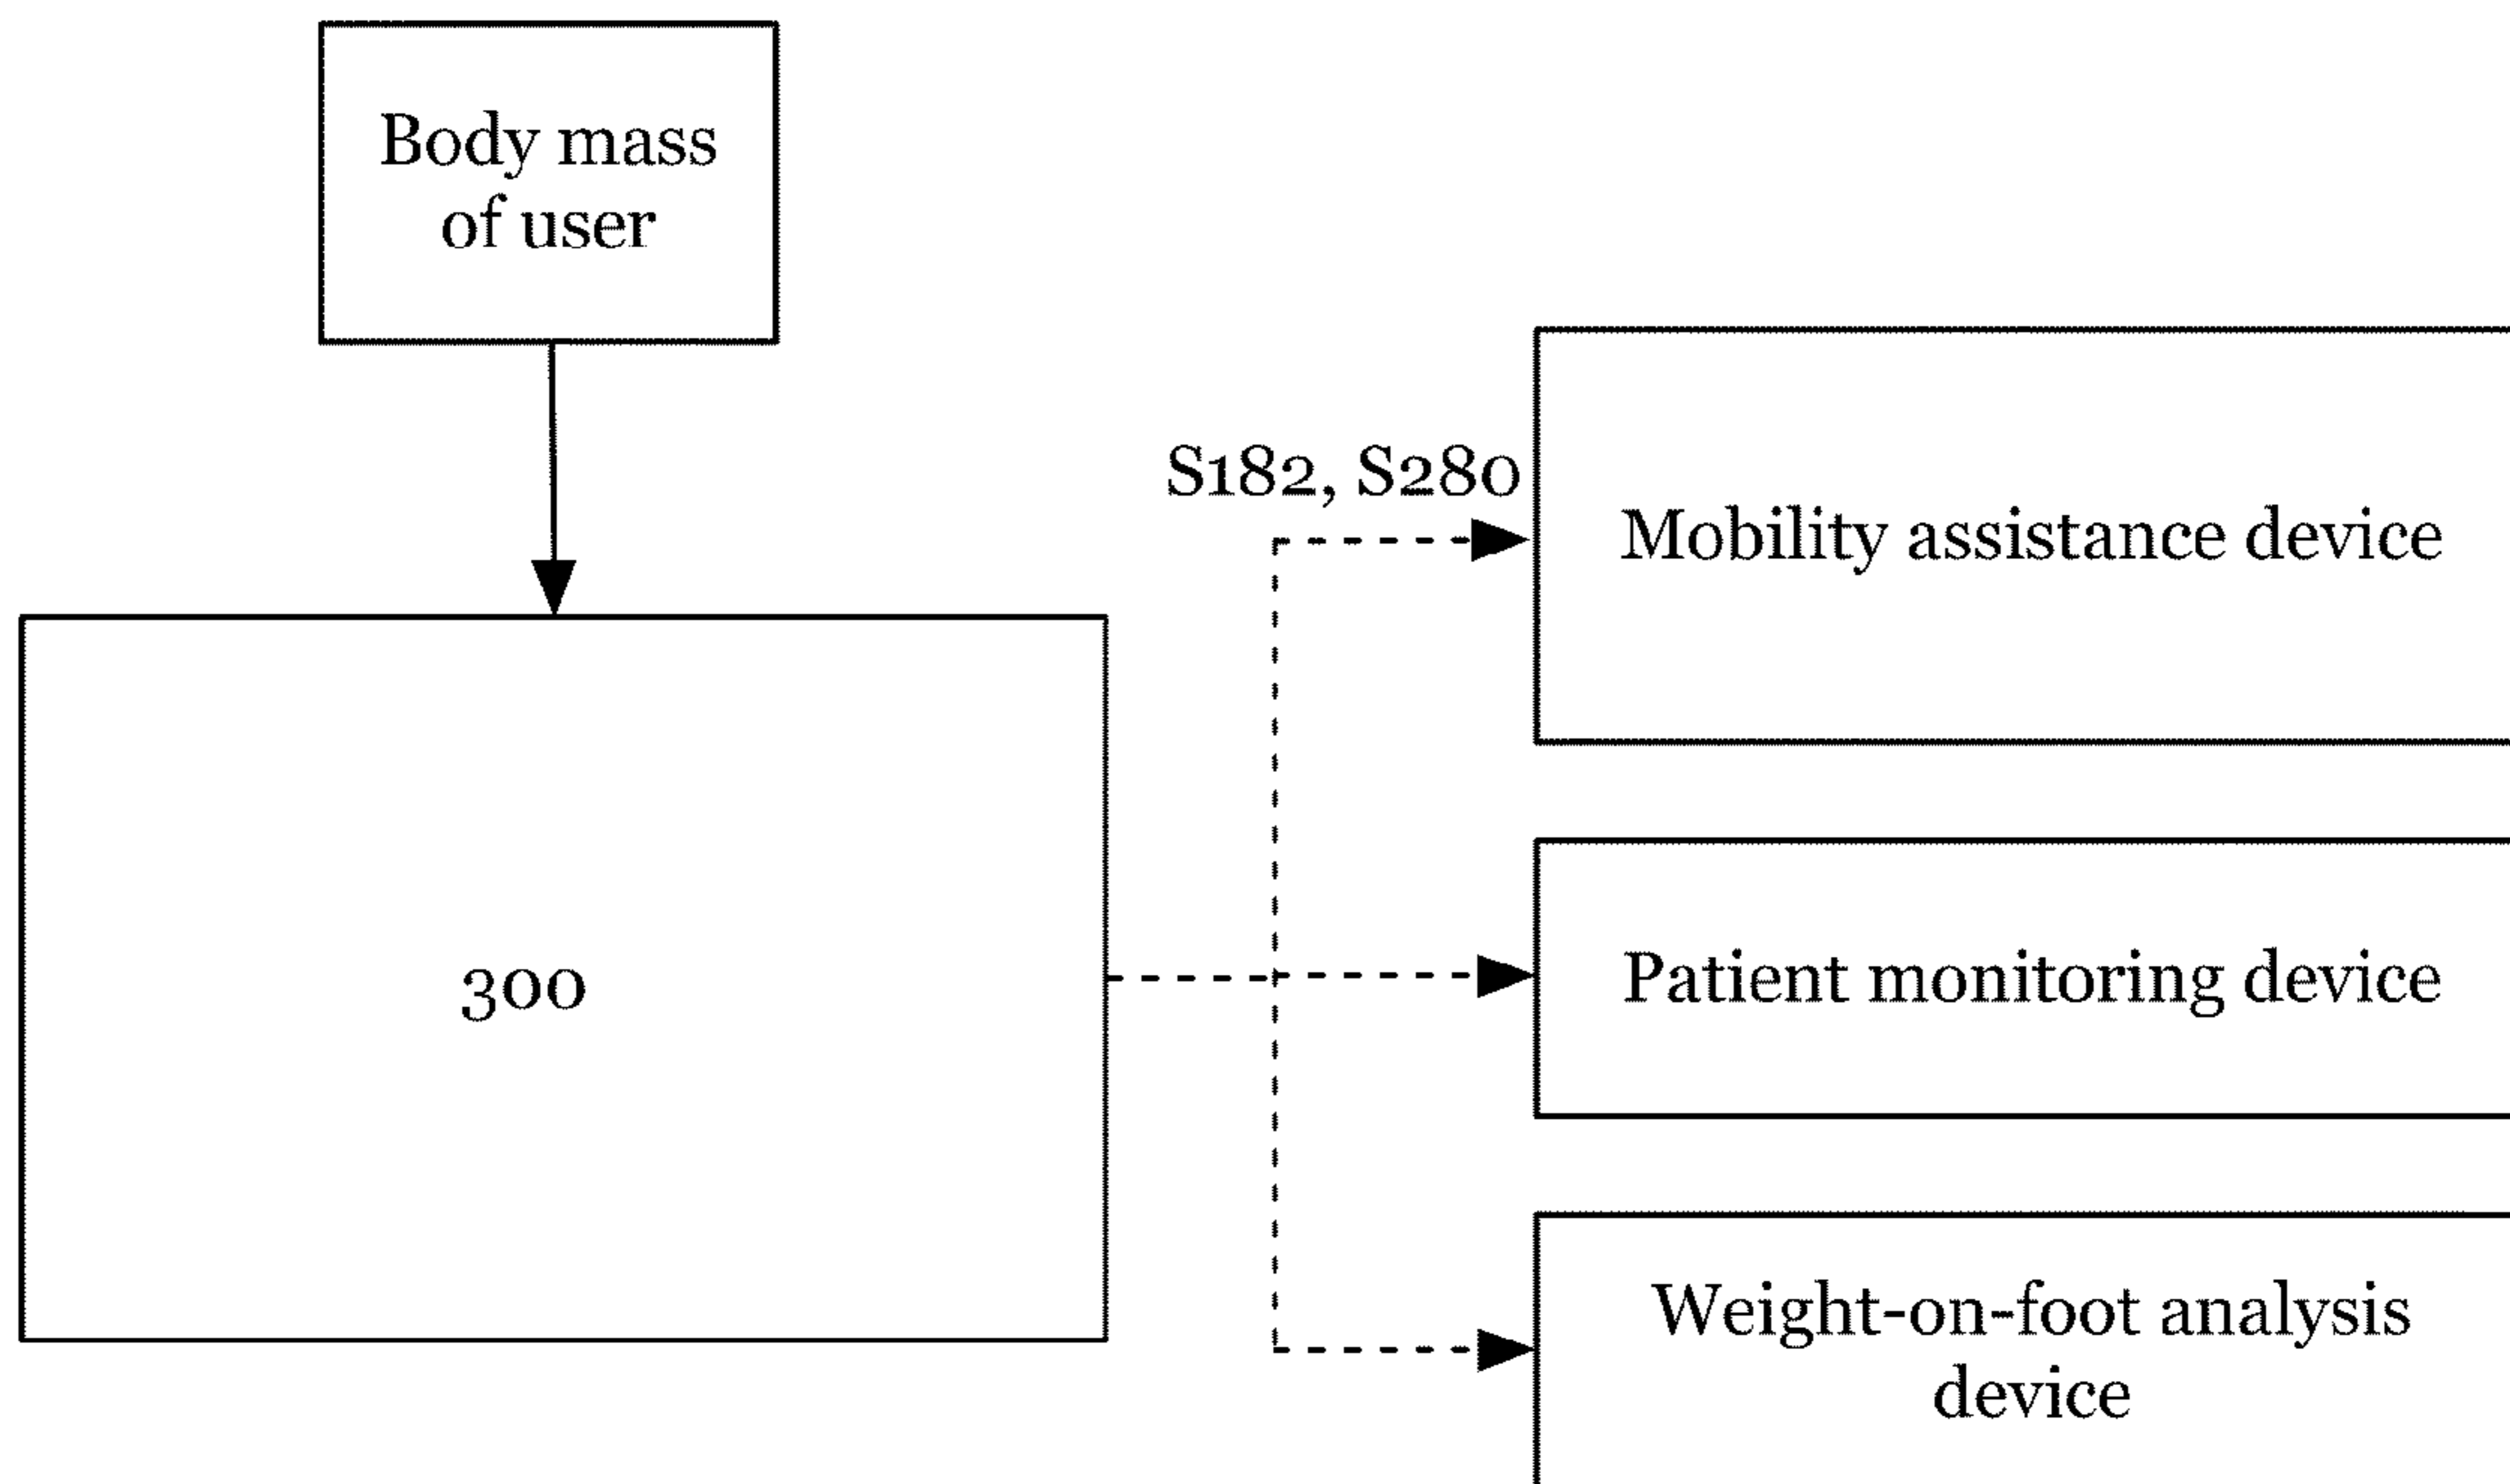 Body mass
of user
S182, S280
Mobility assistance device
300
Patient monitoring device
Weight-on-foot analysis
device